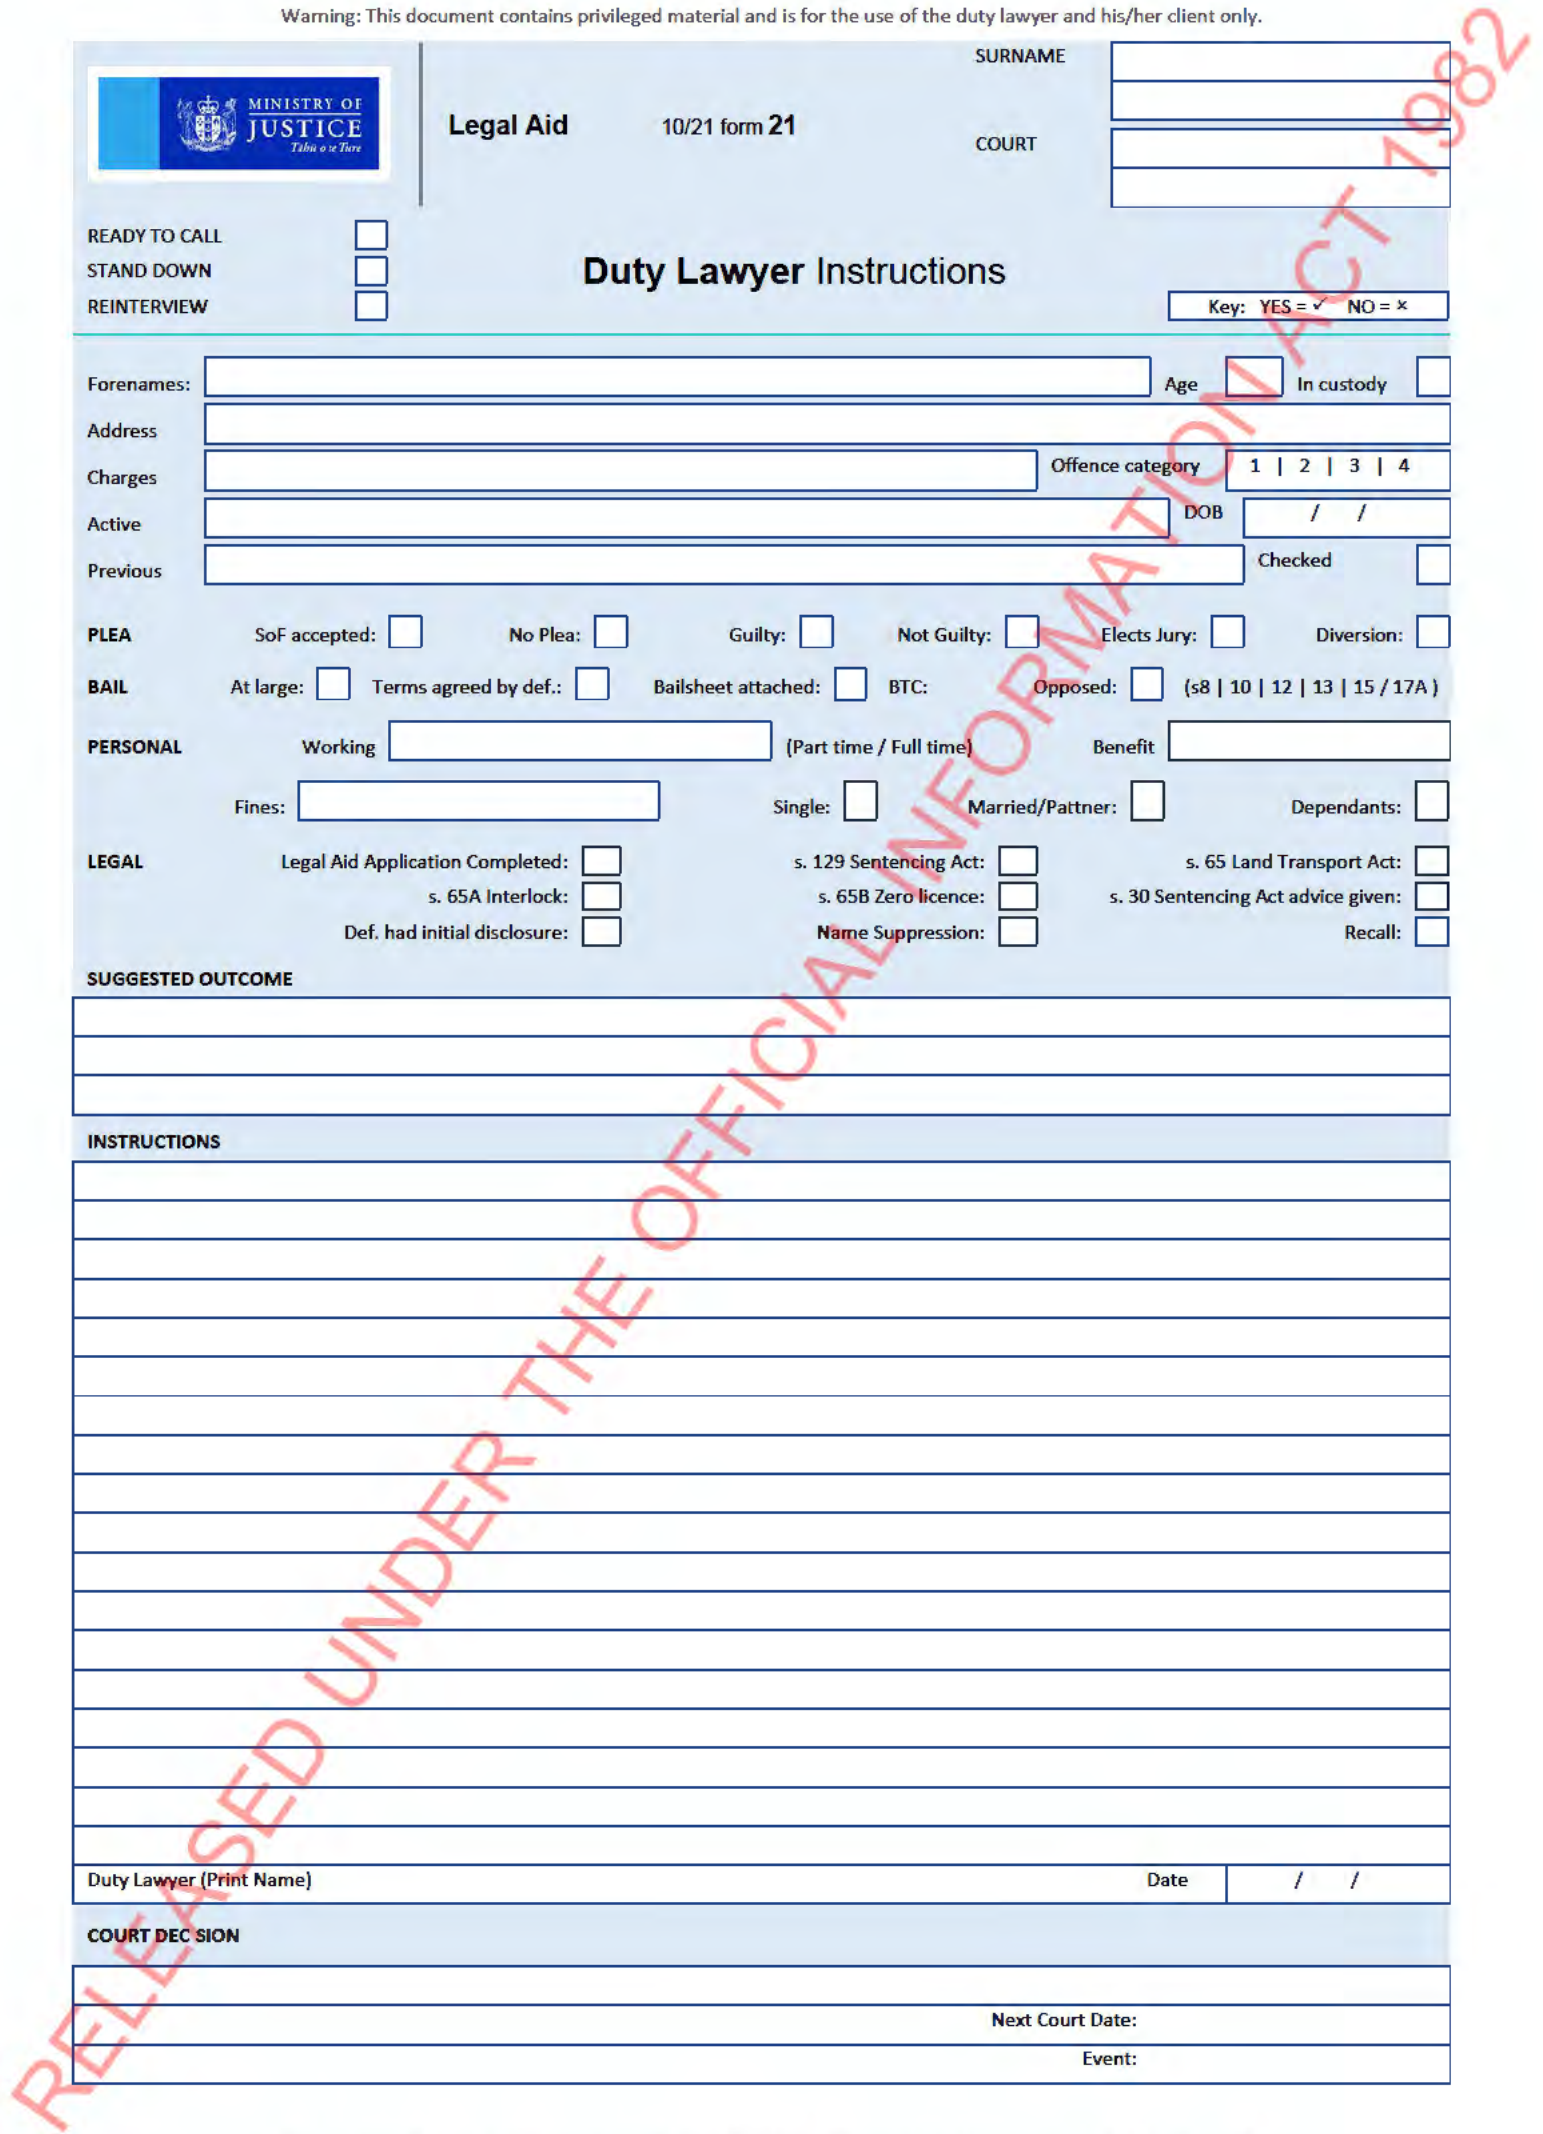 Warning: This document contains privileged material and is for the use of the duty lawyer and his/her client only.
MINISTRY OF
JUSTICE
Tāhū o te Ture
Legal Aid 10/21 form 21
SURNAME
COURT
READY TO CALL
STAND DOWN
REINTERVIEW
Duty Lawyer Instructions
Key: YES = ✓ NO = ×
Forenames: Age In custody
Address
Charges Offence category 1 | 2 | 3 | 4
Active DOB / /
Previous Checked
PLEA SoF accepted: No Plea: Guilty: Not Guilty: Elects Jury: Diversion:
BAIL At large: Terms agreed by def.: Bailsheet attached: BTC: Opposed: (s8 | 10 | 12 | 13 | 15 / 17A )
PERSONAL Working (Part time / Full time) Benefit
Fines: Single: Married/Pattner: Dependants:
LEGAL Legal Aid Application Completed: s. 129 Sentencing Act: s. 65 Land Transport Act:
s. 65A Interlock: s. 65B Zero licence: s. 30 Sentencing Act advice given:
Def. had initial disclosure: Name Suppression: Recall:
SUGGESTED OUTCOME
INSTRUCTIONS
Duty Lawyer (Print Name) Date / /
COURT DEC SION
Next Court Date:
Event:
RELEASED UNDER THE OFFICIAL INFORMATION ACT 1982